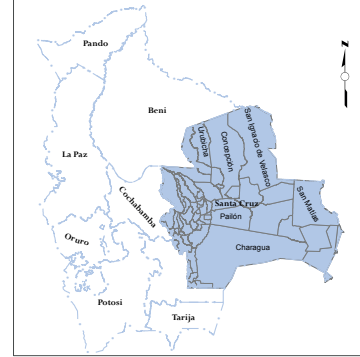 N
Pando
Beni
La Paz
Cochabamba
Oruro
Potosí
Tarija
Urubicha
Concepción
San Ignacio de Velasco
San Matías
Santa Cruz
Pailón
Charagua